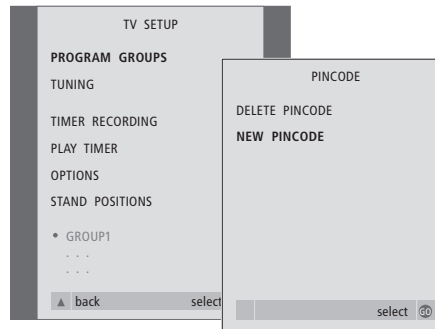 TV SETUP
PROGRAM GROUPS
TUNING
TIMER RECORDING
PLAY TIMER
OPTIONS
STAND POSITIONS
• GROUP1
. . .
. . .
▲ back select
PINCODE
DELETE PINCODE
NEW PINCODE
select GO